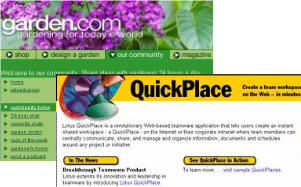 garden.com
gardening for today's world
shop
design a garden
our community
magazine
Welcome to our community. Share ideas with gardeners 24 hours a day
home
community home
24 hour chat
garden doctor
quiz of the week
send a postcard
QuickPlace
Create a team workspace
on the Web -- in minutes
Lotus QuickPlace is a revolutionary Web-based teamware application that lets users create an instant
shared workspace - a QuickPlace - on the Internet or their corporate intranet where team members can
centrally communicate, share, and manage and organize information, documents and schedules
around any project or initiative.
In The News
See QuickPlace in Action
Breakthrough Teamware Product
Lotus extends its innovation and leadership in
teamware by introducing Lotus QuickPlace.
To learn more, ... visit sample QuickPlaces